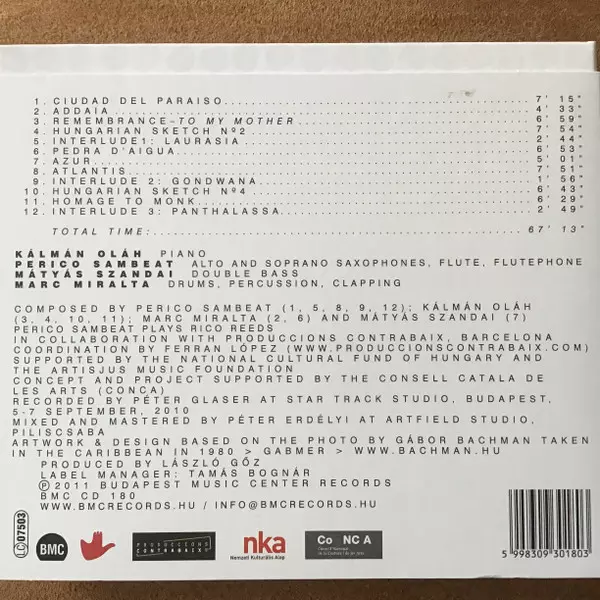 1. CIUDAD DEL PARAISO........ 7' 15"
2. ADDAIA........ 4' 33"
3. REMEMBRANCE–TO MY MOTHER........ 6' 59"
4. HUNGARIAN SKETCH Nº2........ 7' 54"
5. INTERLUDE1: LAURASIA........ 2' 44"
6. PEDRA D'AIGUA........ 6' 53"
7. AZUR........ 5' 01"
8. ATLANTIS........ 7' 51"
9. INTERLUDE 2: GONDWANA........ 1' 56"
10. HUNGARIAN SKETCH Nº4........ 6' 43"
11. HOMAGE TO MONK........ 6' 29"
12. INTERLUDE 3: PANTHALASSA........ 2' 49"
TOTAL TIME:........ 67' 13"
KÁLMÁN OLÁH PIANO
PERICO SAMBEAT ALTO AND SOPRANO SAXOPHONES, FLUTE, FLUTEPHONE
MÁTYÁS SZANDAI DOUBLE BASS
MARC MIRALTA DRUMS, PERCUSSION, CLAPPING
COMPOSED BY PERICO SAMBEAT (1, 5, 8, 9, 12); KÁLMÁN OLÁH
(3, 4, 10, 11); MARC MIRALTA (2, 6) AND MÁTYÁS SZANDAI (7)
PERICO SAMBEAT PLAYS RICO REEDS
IN COLLABORATION WITH PRODUCCIONS CONTRABAIX, BARCELONA
COORDINATION BY FERRAN LÓPEZ (WWW.PRODUCCIONSCONTRABAIX.COM)
SUPPORTED BY THE NATIONAL CULTURAL FUND OF HUNGARY AND
THE ARTISJUS MUSIC FOUNDATION
CONCEPT AND PROJECT SUPPORTED BY THE CONSELL CATALA DE
LES ARTS (CONCA)
RECORDED BY PÉTER GLASER AT STAR TRACK STUDIO, BUDAPEST,
5-7 SEPTEMBER, 2010
MIXED AND MASTERED BY PÉTER ERDÉLYI AT ARTFIELD STUDIO,
PILISCSABA
ARTWORK & DESIGN BASED ON THE PHOTO BY GÁBOR BACHMAN TAKEN
IN THE CARIBBEAN IN 1980 > GABMER > WWW.BACHMAN.HU
PRODUCED BY LÁSZLÓ GŐZ
LABEL MANAGER: TAMÁS BOGNÁR
℗ 2011 BUDAPEST MUSIC CENTER RECORDS
BMC CD 180
WWW.BMCRECORDS.HU / INFO@BMCRECORDS.HU
LC 07503
BMC
PRODUCCIONS
CONTRABAIX
nka
Nemzeti Kulturális Alap
Co NC A
5 998309 301803